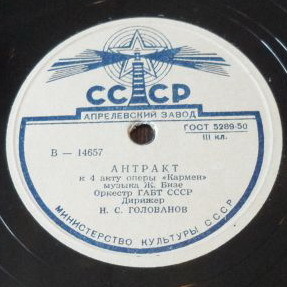 СССР
АПРЕЛЕВСКИЙ ЗАВОД
ГОСТ 5289-50
III кл.
В — 14657
АНТРАКТ
к 4 акту оперы «Кармен»
музыка Ж. Бизе
Оркестр ГАБТ СССР
Дирижер
Н. С. ГОЛОВАНОВ
МИНИСТЕРСТВО КУЛЬТУРЫ СССР